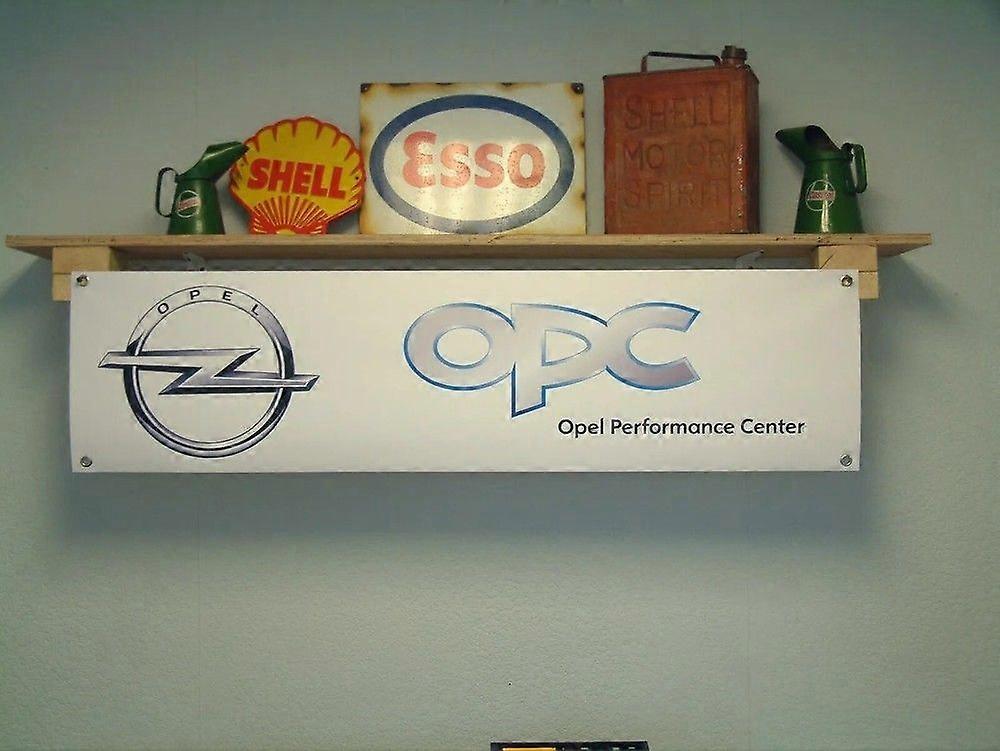 SHELL
Esso
SHELL
MOTOR
SPIRIT
OPEL
OPC
Opel Performance Center